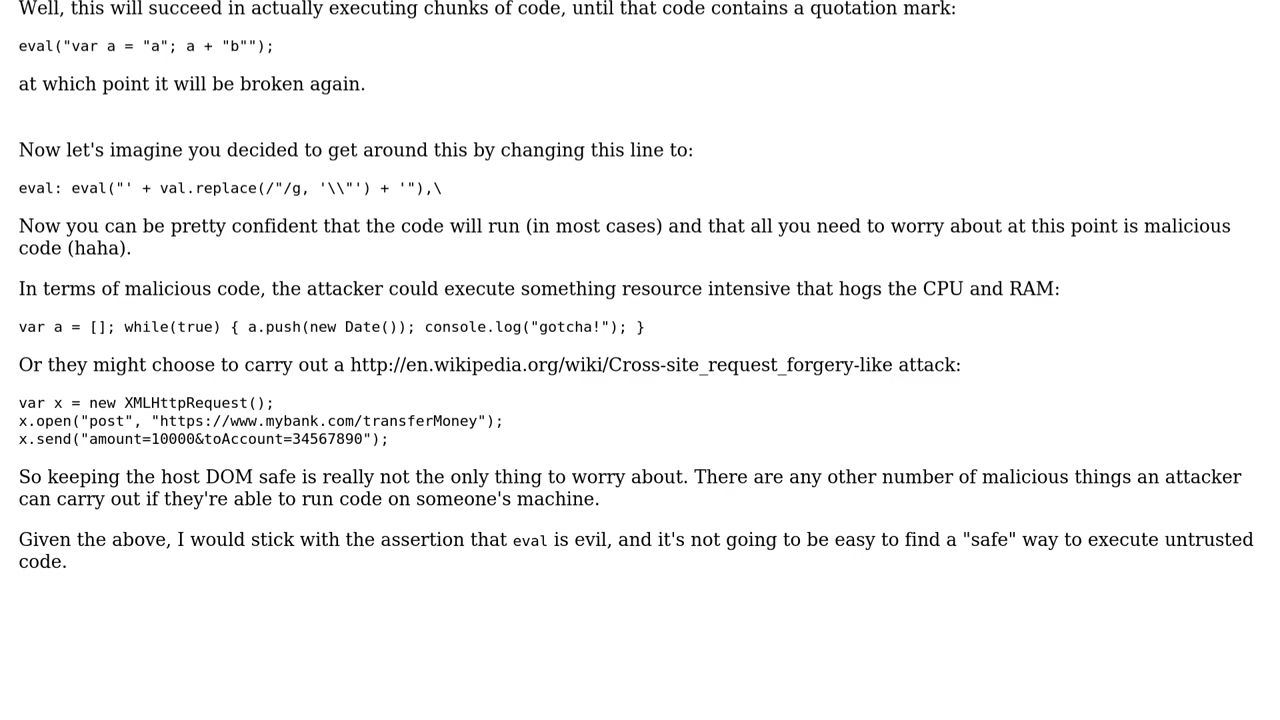 Well, this will succeed in actually executing chunks of code, until that code contains a quotation mark:
eval("var a = "a"; a + "b"");
at which point it will be broken again.
Now let's imagine you decided to get around this by changing this line to:
eval: eval("' + val.replace(/"/g, '\\"') + '"),\
Now you can be pretty confident that the code will run (in most cases) and that all you need to worry about at this point is malicious
code (haha).
In terms of malicious code, the attacker could execute something resource intensive that hogs the CPU and RAM:
var a = []; while(true) { a.push(new Date()); console.log("gotcha!"); }
Or they might choose to carry out a http://en.wikipedia.org/wiki/Cross-site_request_forgery-like attack:
var x = new XMLHttpRequest();
x.open("post", "https://www.mybank.com/transferMoney");
x.send("amount=10000&toAccount=34567890");
So keeping the host DOM safe is really not the only thing to worry about. There are any other number of malicious things an attacker
can carry out if they're able to run code on someone's machine.
Given the above, I would stick with the assertion that eval is evil, and it's not going to be easy to find a "safe" way to execute untrusted
code.